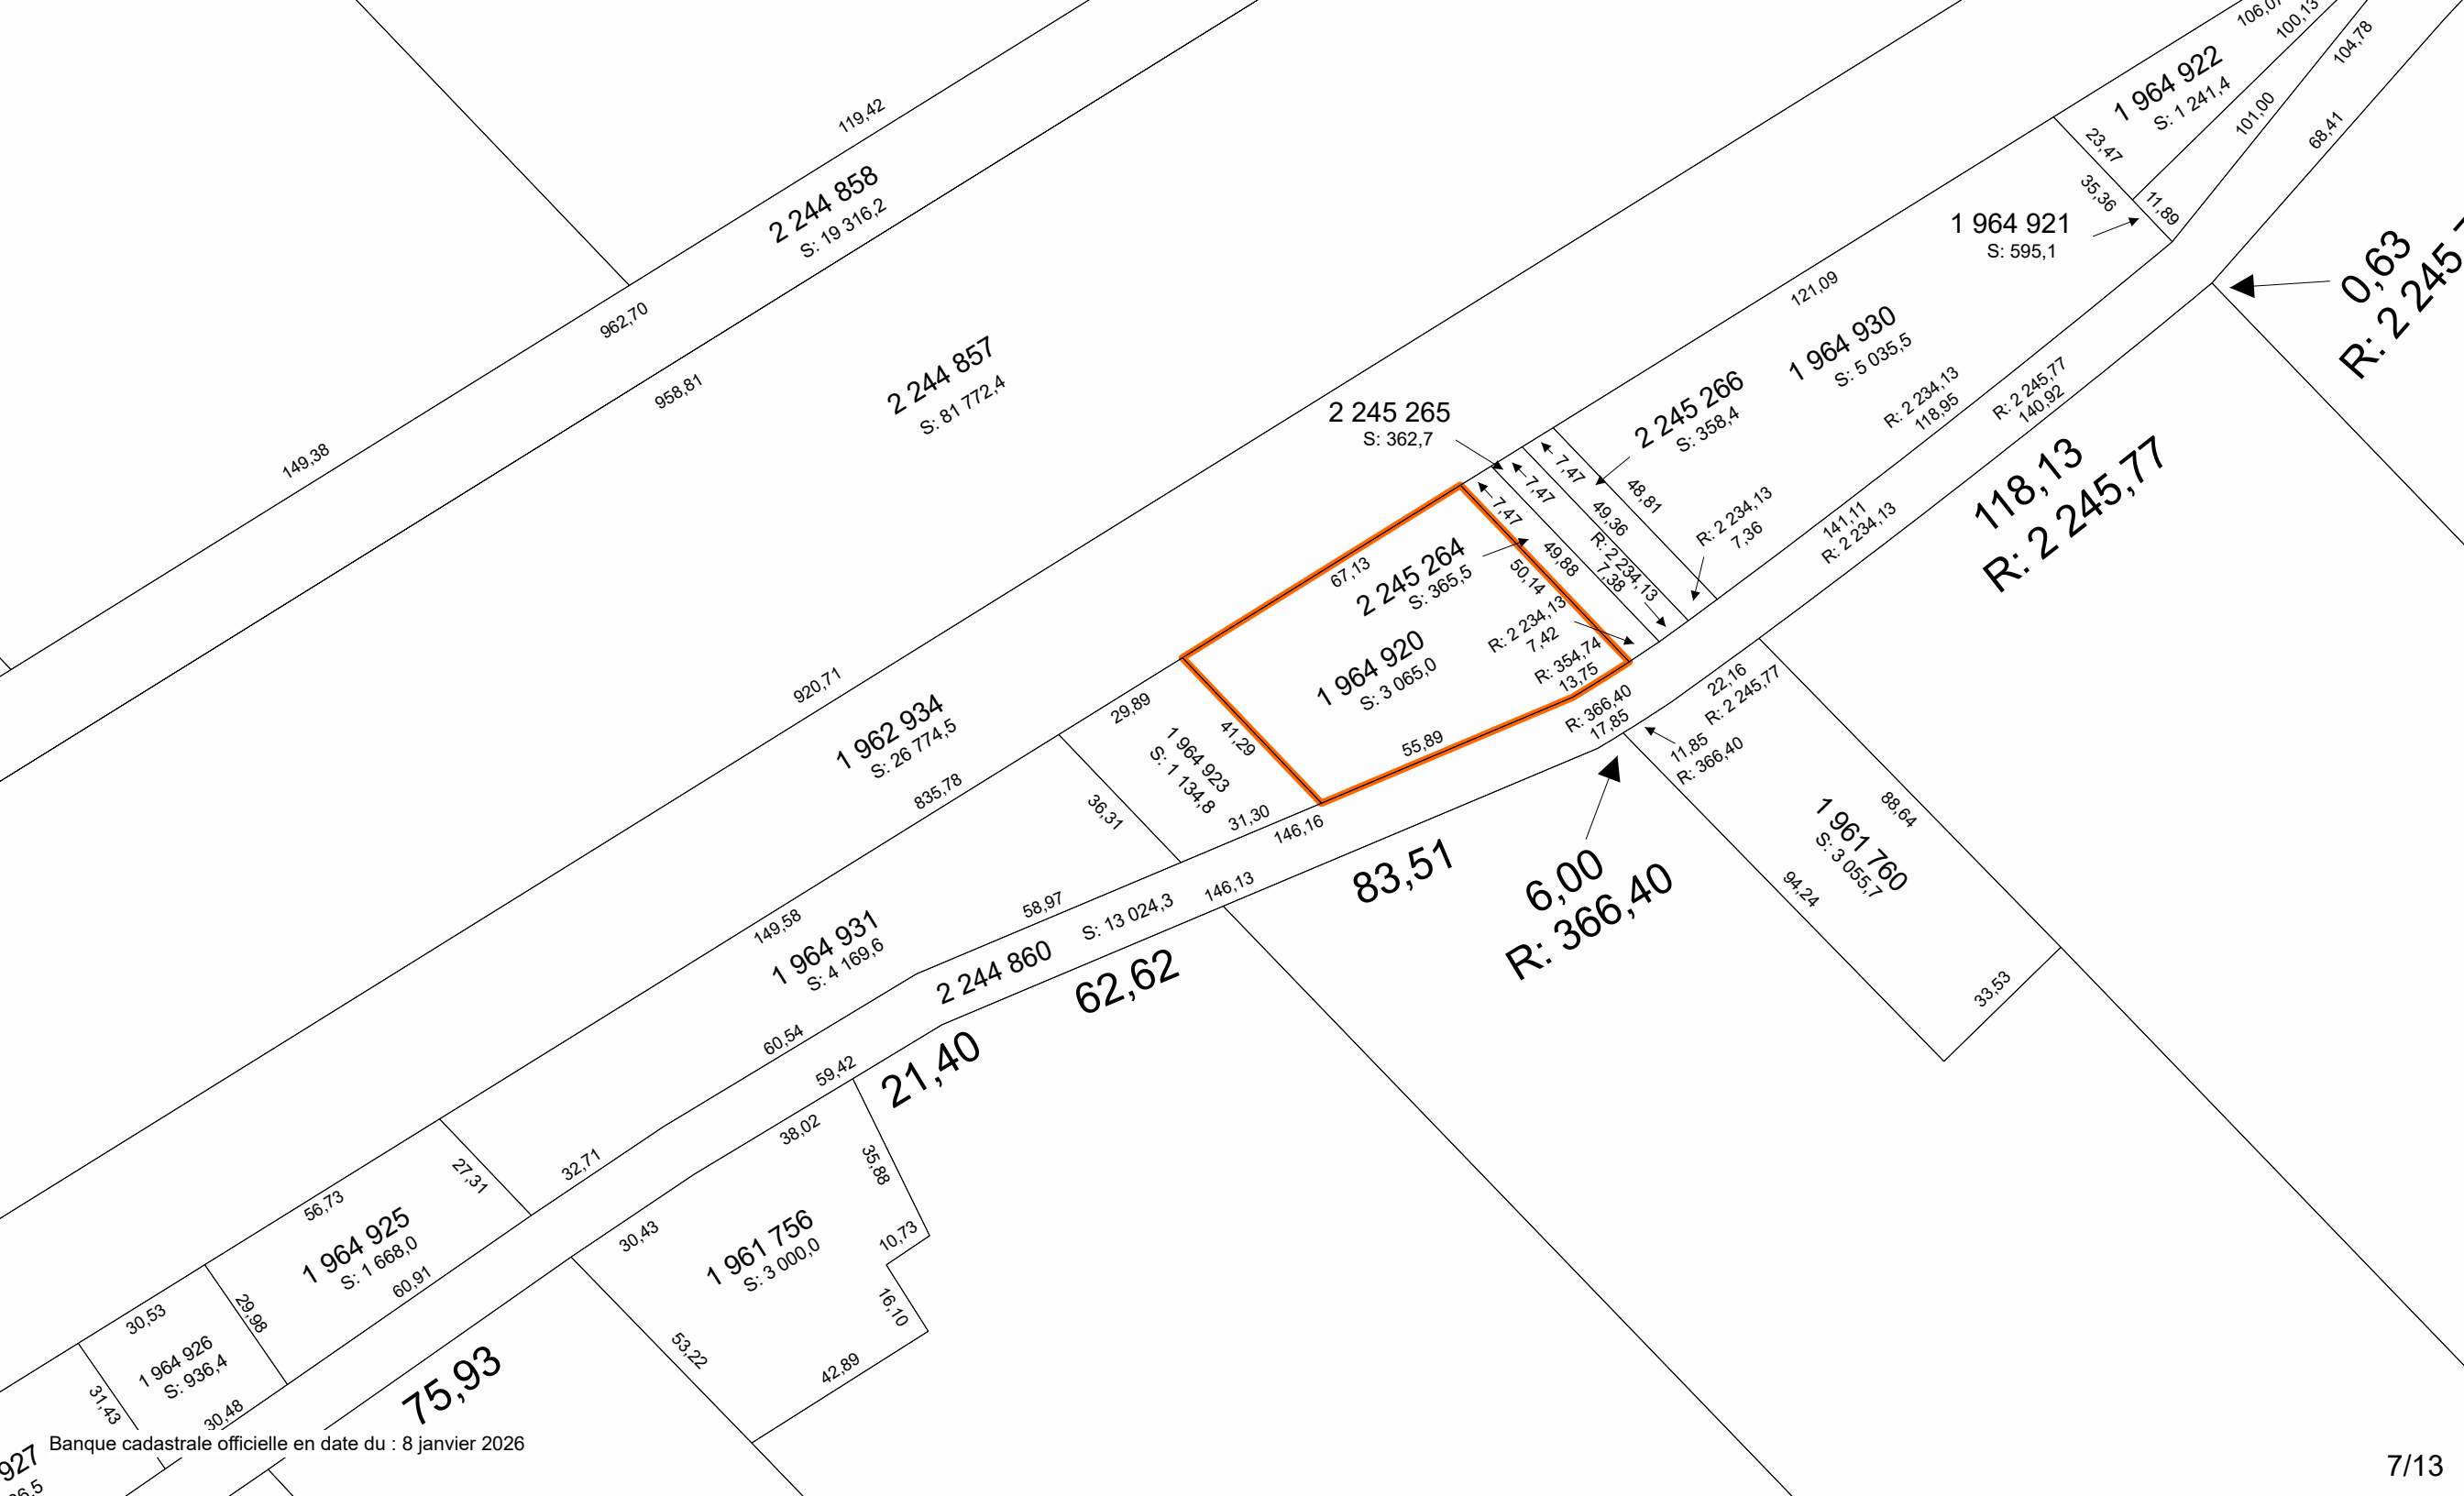 106,07
100,13
104,78
1 964 922
S: 1 241,4
101,00
68,41
23,47
35,36
11,89
119,42
2 244 858
S: 19 316,2
1 964 921
S: 595,1
0,63
962,70
121,09
1 964 930
S: 5 035,5
2 244 857
S: 81 772,4
958,81
2 245 266
S: 358,4
R: 2 234,13
118,95
R: 2 245,77
140,92
2 245 265
S: 362,7
149,38
7,47
7,47
7,47
48,81
49,36
R: 2 234,13
7,36
141,11
R: 2 234,13
118,13
R: 2 245,77
67,13
2 245 264
S: 365,5
49,88
50,14
R: 2 234,13
7,38
R: 2 234,13
7,42
1 964 920
S: 3 065,0
R: 354,74
13,75
920,71
1 962 934
S: 26 774,5
29,89
41,29
1 964 923
S: 1 134,8
55,89
R: 366,40
17,85
22,16
R: 2 245,77
11,85
R: 366,40
835,78
36,31
31,30
146,16
1 961 760
S: 3 055,7
88,64
94,24
33,53
83,51
6,00
R: 366,40
149,58
1 964 931
S: 4 169,6
58,97
146,13
S: 13 024,3
2 244 860
62,62
60,54
59,42
21,40
38,02
35,88
32,71
27,31
56,73
1 964 925
S: 1 668,0
60,91
30,43
1 961 756
S: 3 000,0
10,73
16,10
42,89
53,22
30,53
29,98
1 964 926
S: 936,4
31,43
30,48
75,93
927
Banque cadastrale officielle en date du : 8 janvier 2026
7/13